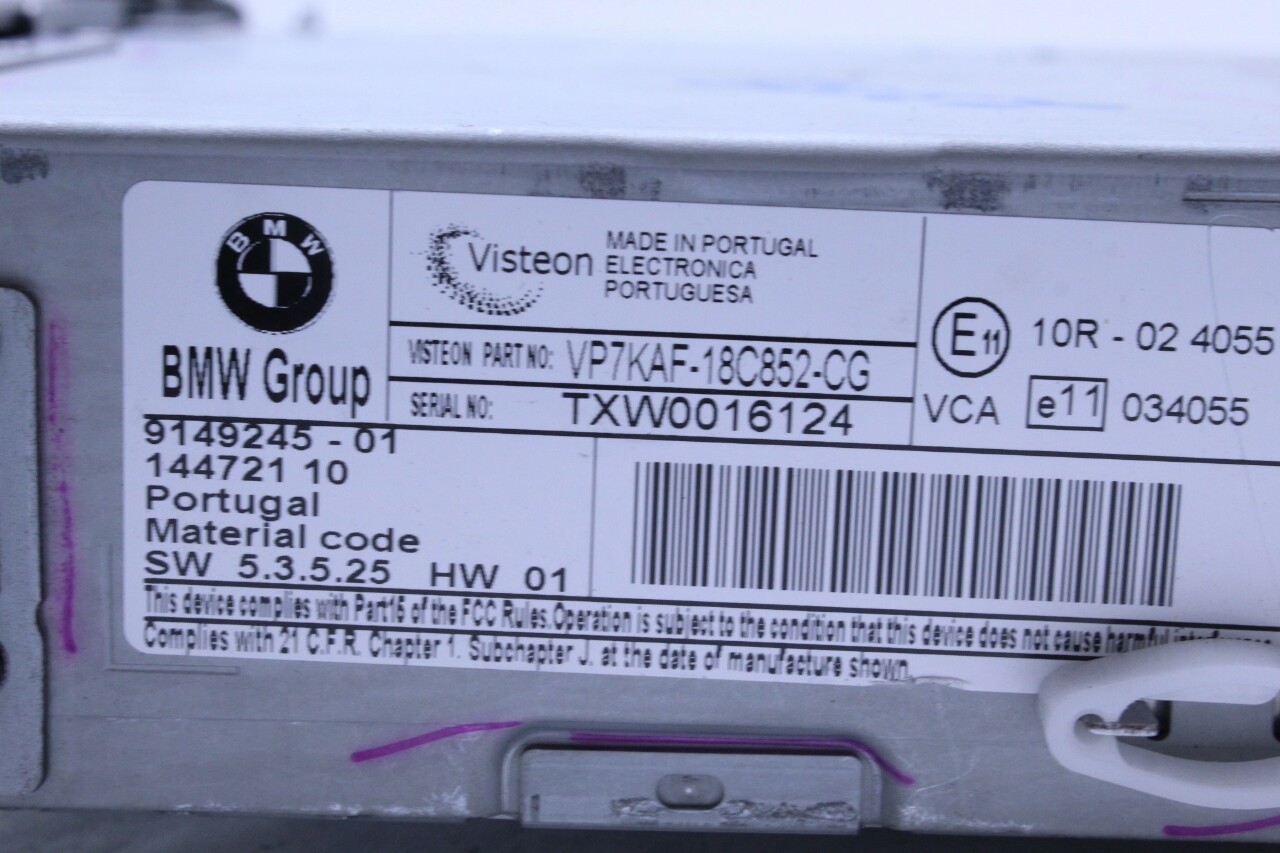 BMW
BMW Group
Visteon
MADE IN PORTUGAL
ELECTRONICA
PORTUGUESA
VISTEON PART NO: VP7KAF-18C852-CG
SERIAL NO: TXW0016124
E11 10R - 02 4055
VCA e11 034055
9149245 - 01
144721 10
Portugal
Material code
SW 5.3.5.25 HW 01
This device complies with Part15 of the FCC Rules.Operation is subject to the condition that this device does not cause harmful
Complies with 21 C.F.R. Chapter 1. Subchapter J. at the date of manufacture shown.